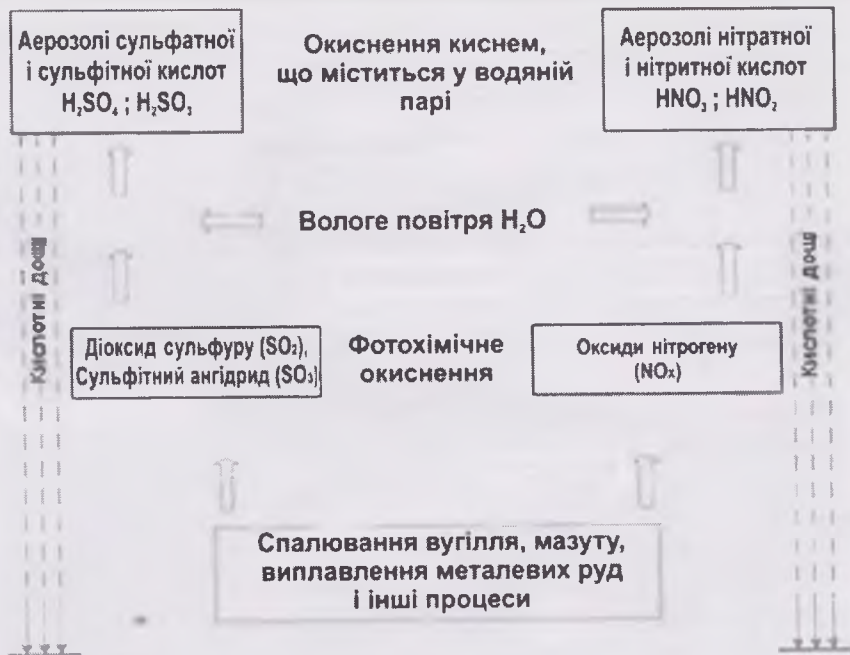 Аерозолі сульфатної
і сульфітної кислот
H₂SO₄ ; H₂SO₃
Окиснення киснем,
що міститься у водяній
парі
Аерозолі нітратної
і нітритної кислот
HNO₃ ; HNO₂
Вологе повітря H₂O
Кислотні дощі
Кислотні дощ
Діоксид сульфуру (SO₂),
Сульфітний ангідрид (SO₃)
Фотохімічне
окиснення
Оксиди нітрогену
(NOₓ)
Спалювання вугілля, мазуту,
виплавлення металевих руд
і інші процеси